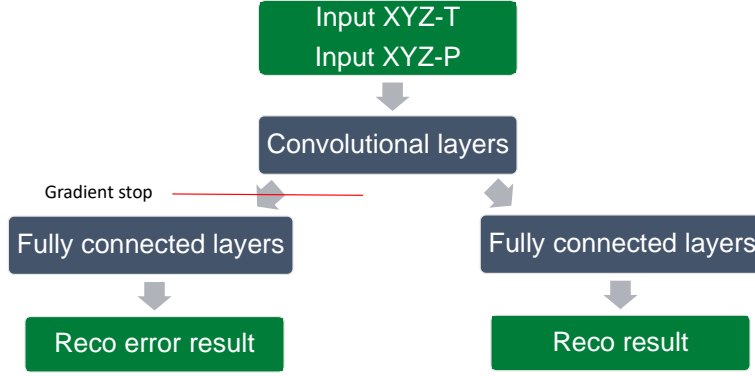 Input XYZ-T
Input XYZ-P
Convolutional layers
Gradient stop
Fully connected layers
Fully connected layers
Reco error result
Reco result